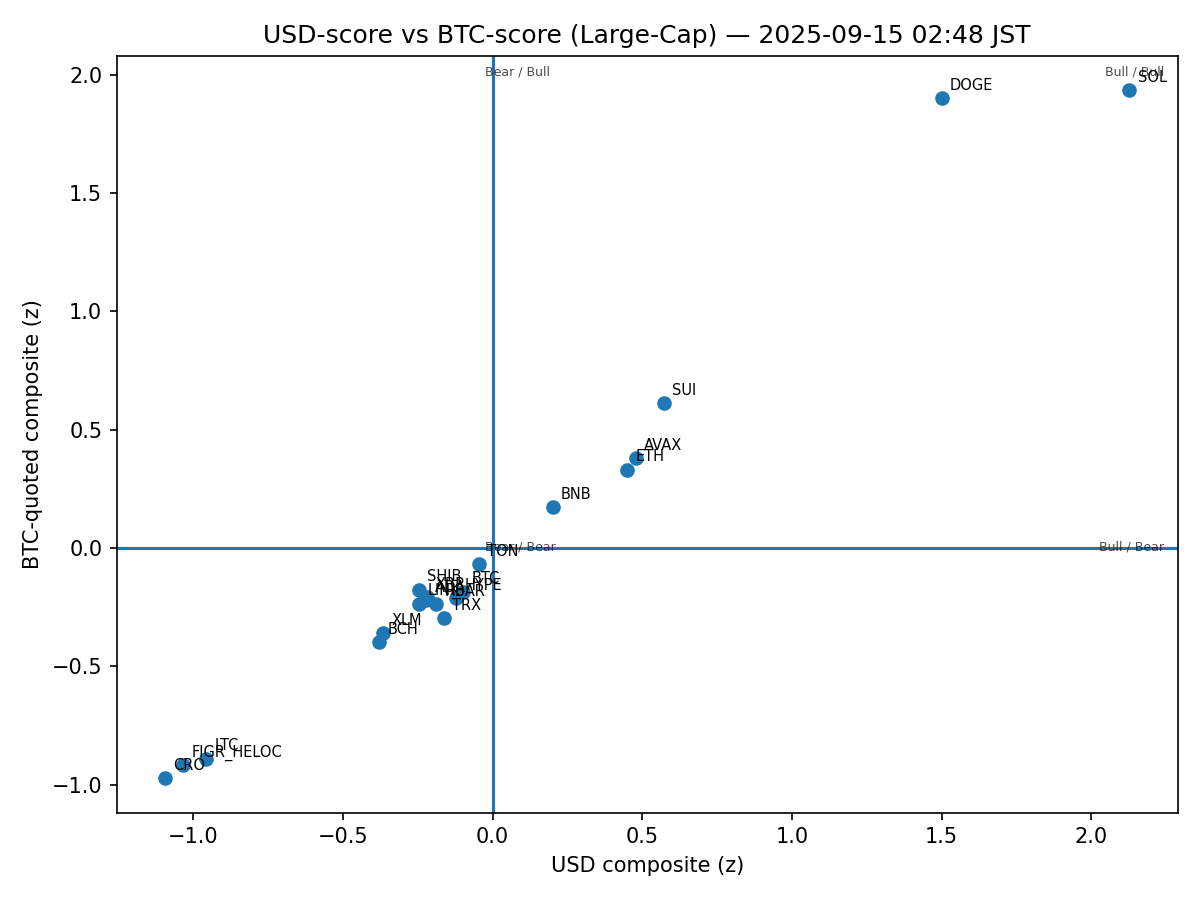 USD-score vs BTC-score (Large-Cap) — 2025-09-15 02:48 JST
Bear / Bull
Bull / Bull
SOL
DOGE
SUI
AVAX
ETH
BNB
TON
Bear / Bear
Bull / Bear
BTC
SHIB
HYPE
TRX
XLM
BCH
LTC
FIGR_HELOC
CRO
2.0
1.5
1.0
0.5
0.0
−0.5
−1.0
−1.0
−0.5
0.0
0.5
1.0
1.5
2.0
USD composite (z)
BTC-quoted composite (z)